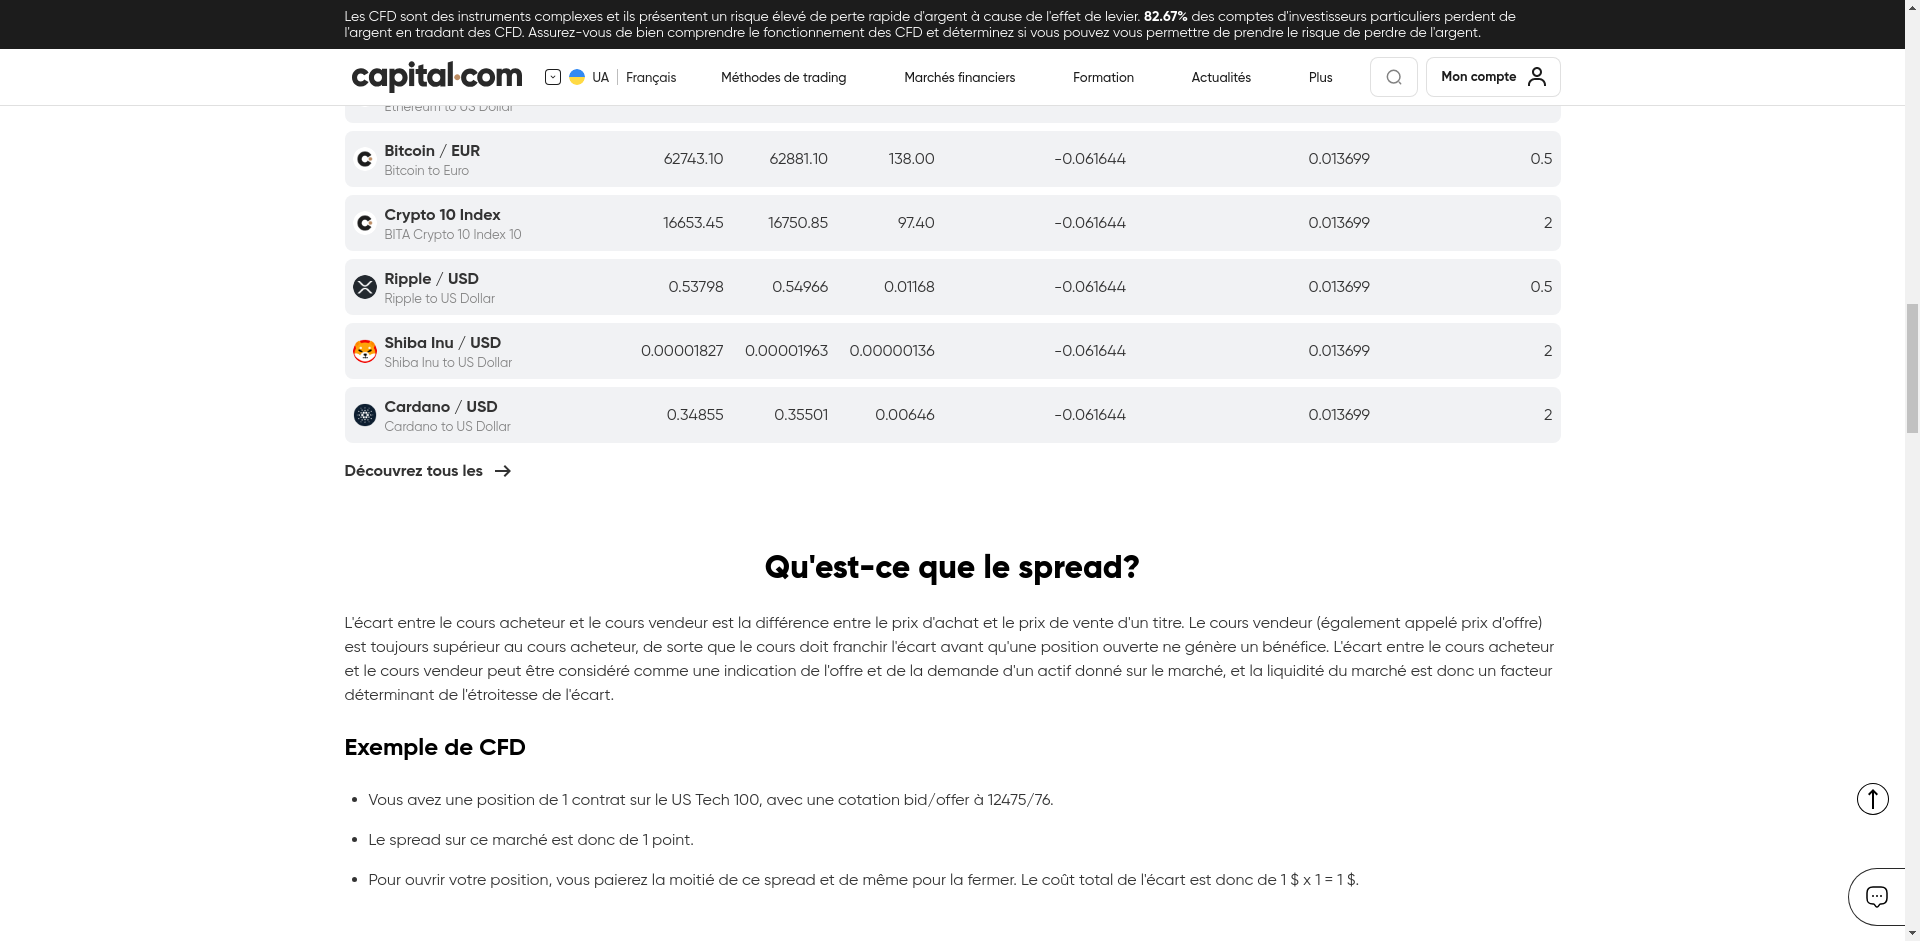 Les CFD sont des instruments complexes et ils présentent un risque élevé de perte rapide d'argent à cause de l'effet de levier. 82.67% des comptes d'investisseurs particuliers perdent de
l'argent en tradant des CFD. Assurez-vous de bien comprendre le fonctionnement des CFD et déterminez si vous pouvez vous permettre de prendre le risque de perdre de l'argent.
capital.com UA Français Méthodes de trading Marchés financiers Formation Actualités Plus Mon compte
Ethereum to US Dollar
Bitcoin / EUR
Bitcoin to Euro
62743.10 62881.10 138.00 -0.061644 0.013699 0.5
Crypto 10 Index
BITA Crypto 10 Index 10
16653.45 16750.85 97.40 -0.061644 0.013699 2
Ripple / USD
Ripple to US Dollar
0.53798 0.54966 0.01168 -0.061644 0.013699 0.5
Shiba Inu / USD
Shiba Inu to US Dollar
0.00001827 0.00001963 0.00000136 -0.061644 0.013699 2
Cardano / USD
Cardano to US Dollar
0.34855 0.35501 0.00646 -0.061644 0.013699 2
Découvrez tous les
Qu'est-ce que le spread?
L'écart entre le cours acheteur et le cours vendeur est la différence entre le prix d'achat et le prix de vente d'un titre. Le cours vendeur (également appelé prix d'offre)
est toujours supérieur au cours acheteur, de sorte que le cours doit franchir l'écart avant qu'une position ouverte ne génère un bénéfice. L'écart entre le cours acheteur
et le cours vendeur peut être considéré comme une indication de l'offre et de la demande d'un actif donné sur le marché, et la liquidité du marché est donc un facteur
déterminant de l'étroitesse de l'écart.
Exemple de CFD
• Vous avez une position de 1 contrat sur le US Tech 100, avec une cotation bid/offer à 12475/76.
• Le spread sur ce marché est donc de 1 point.
• Pour ouvrir votre position, vous paierez la moitié de ce spread et de même pour la fermer. Le coût total de l'écart est donc de 1 $ x 1 = 1 $.